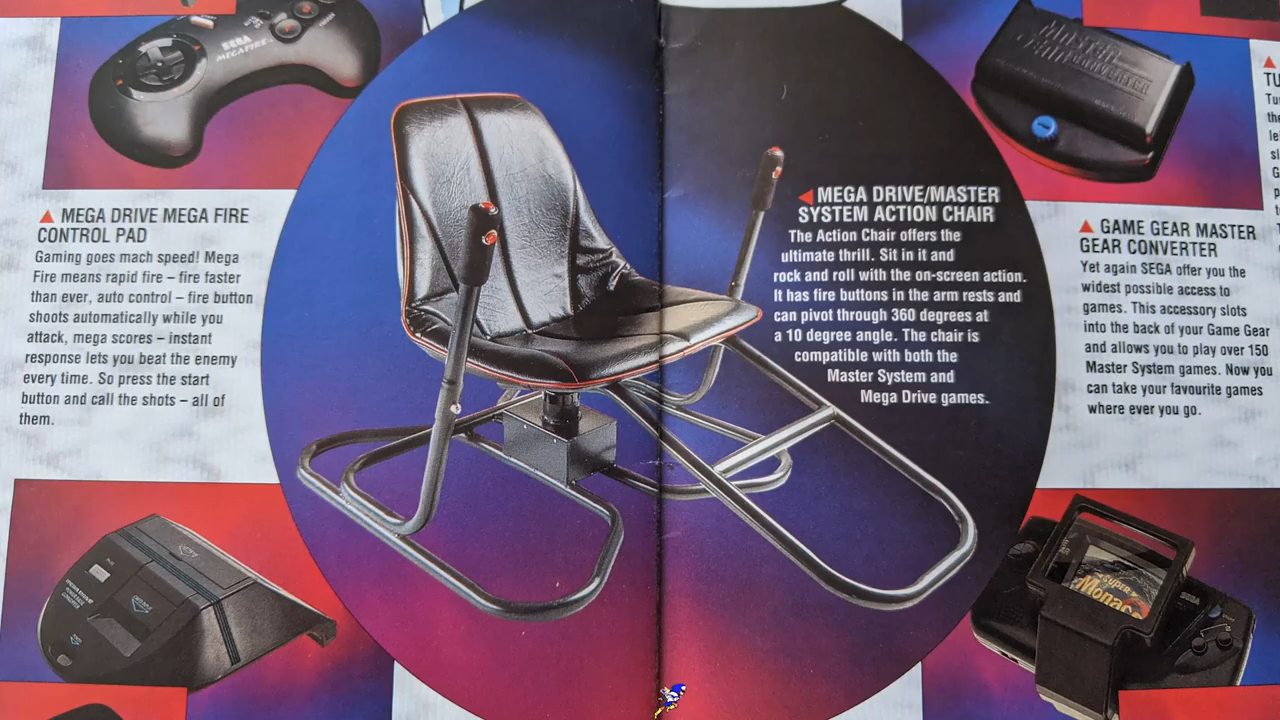 SEGA
MEGAFIRE
▲ MEGA DRIVE MEGA FIRE
CONTROL PAD
Gaming goes mach speed! Mega
Fire means rapid fire – fire faster
than ever, auto control – fire button
shoots automatically while you
attack, mega scores – instant
response lets you beat the enemy
every time. So press the start
button and call the shots – all of
them.
◀ MEGA DRIVE/MASTER
SYSTEM ACTION CHAIR
The Action Chair offers the
ultimate thrill. Sit in it and
rock and roll with the on-screen action.
It has fire buttons in the arm rests and
can pivot through 360 degrees at
a 10 degree angle. The chair is
compatible with both the
Master System and
Mega Drive games.
MASTER
GEAR CONVERTER
▲ GAME GEAR MASTER
GEAR CONVERTER
Yet again SEGA offer you the
widest possible access to
games. This accessory slots
into the back of your Game Gear
and allows you to play over 150
Master System games. Now you
can take your favourite games
where ever you go.
SUPER
SEGA